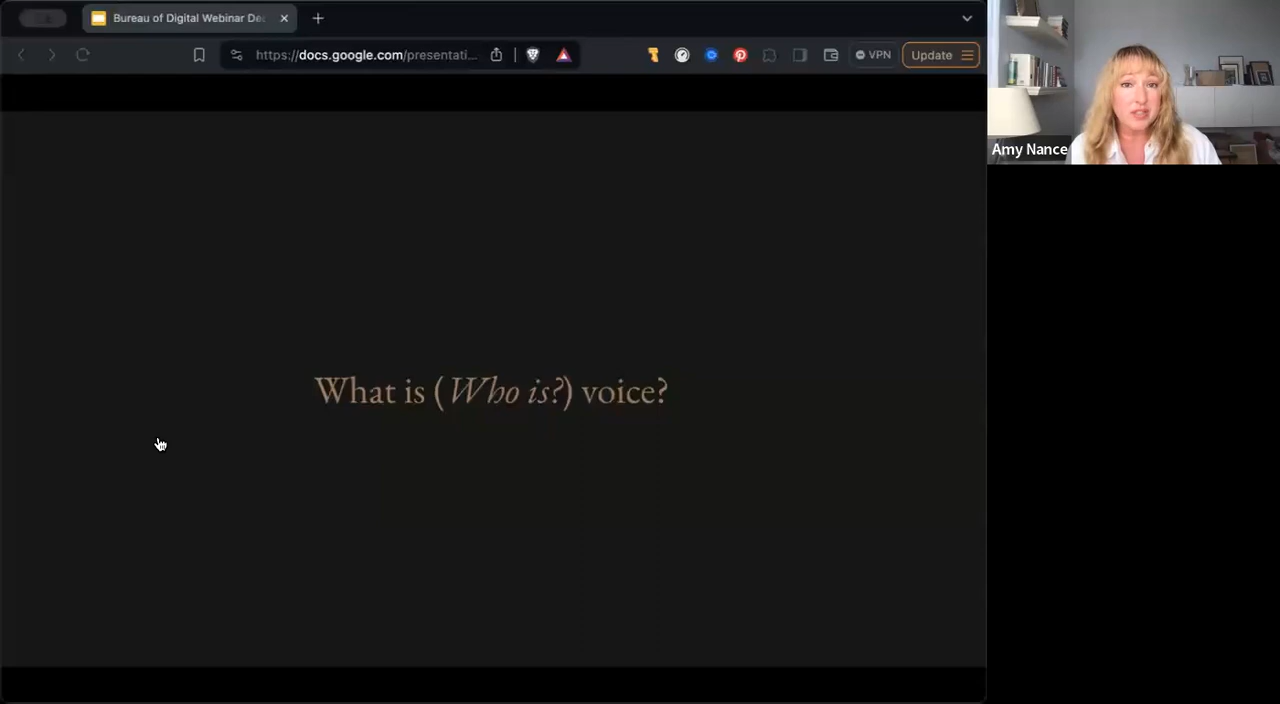 Bureau of Digital Webinar De
https://docs.google.com/presentati...
VPN
Update
Amy Nance
What is (Who is?) voice?